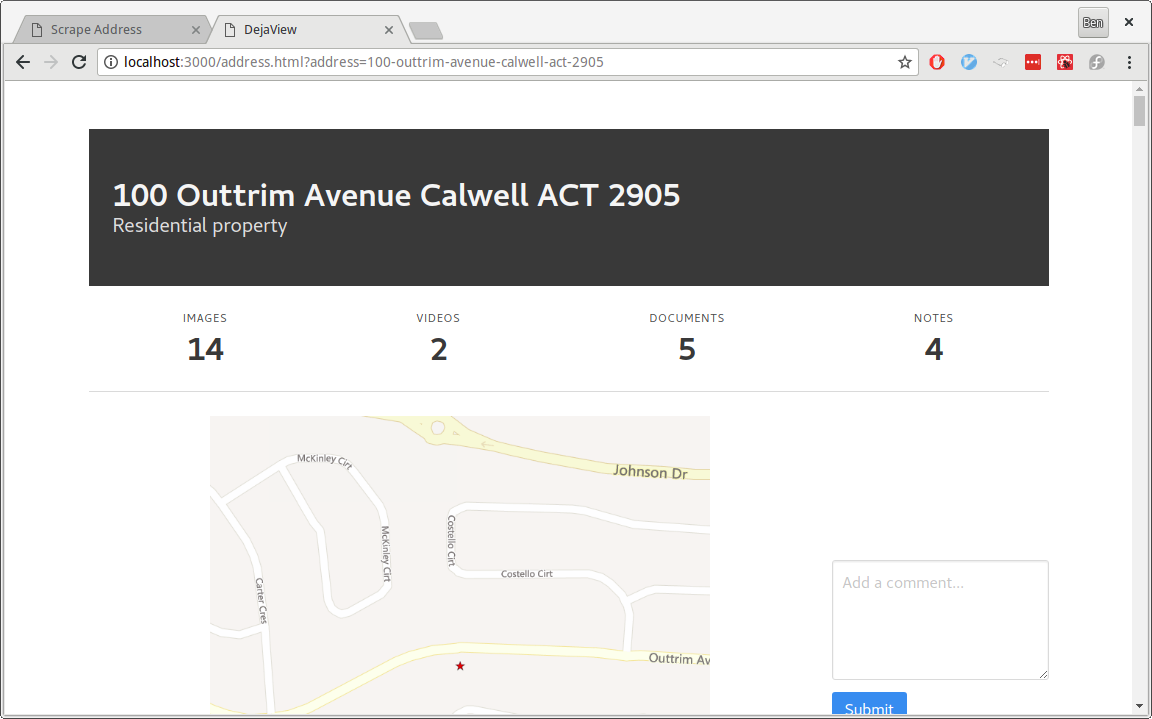 Scrape Address
DejaView
Ben
localhost:3000/address.html?address=100-outtrim-avenue-calwell-act-2905
100 Outtrim Avenue Calwell ACT 2905
Residential property
IMAGES VIDEOS DOCUMENTS NOTES
14 2 5 4
McKinley Cirt
Johnson Dr
McKinley Cirt
Costello Cirt
Costello Cirt
Carter Cres
Outtrim Av
Add a comment...
Submit